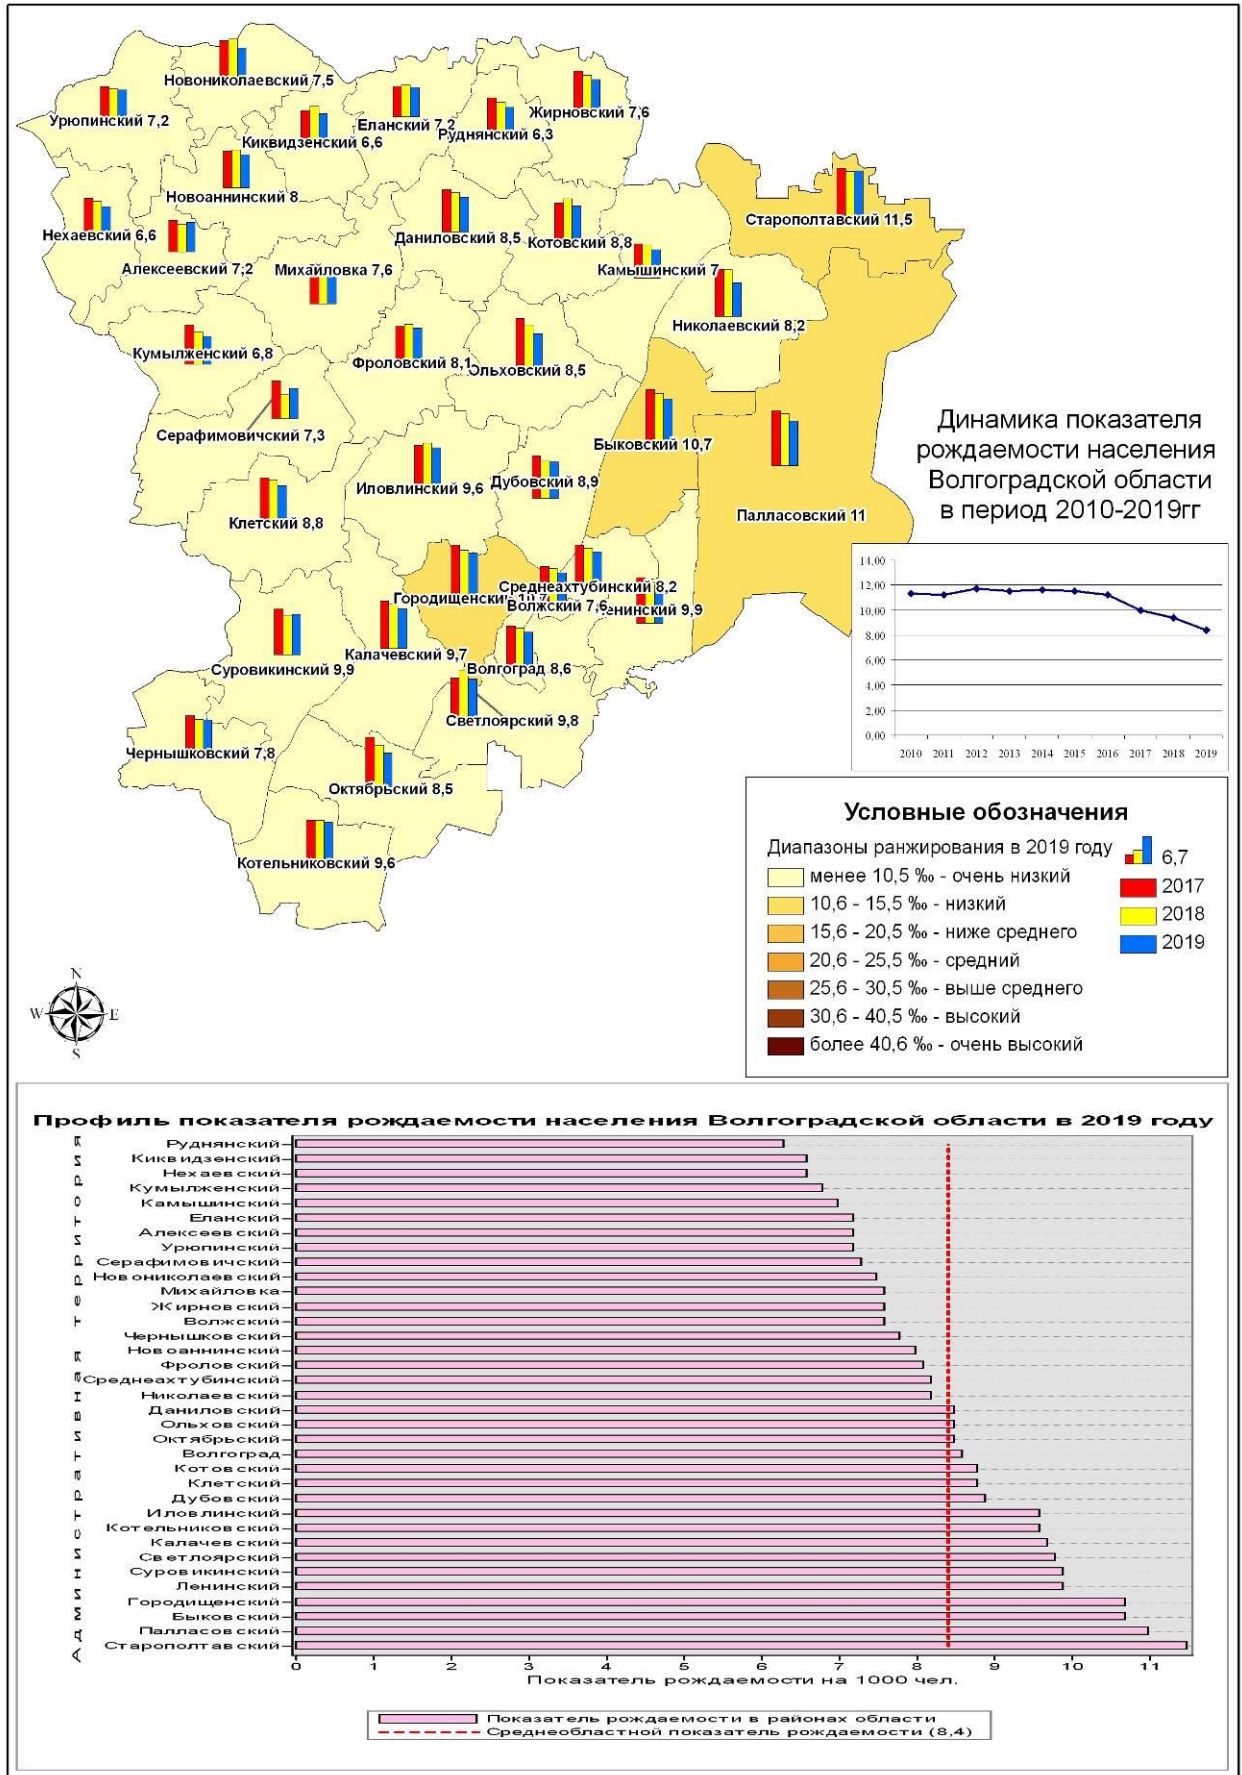 Новониколаевский 7,5
Урюпинский 7,2
Киквидзенский 6,6
Еланский 7,2
Руднянский 6,3
Жирновский 7,6
Новоаннинский 8
Нехаевский 6,6
Алексеевский 7,2
Михайловка 7,6
Даниловский 8,5
Котовский 8,8
Камышинский 7
Старополтавский 11,5
Николаевский 8,2
Кумылженский 6,8
Фроловский 8,1
Ольховский 8,5
Серафимовичский 7,3
Быковский 10,7
Иловлинский 9,6
Дубовский 8,9
Клетский 8,8
Палласовский 11
Среднеахтубинский 8,2
Городищенский 10,7
Волжский 7,6
Ленинский 9,9
Калачевский 9,7
Суровикинский 9,9
Волгоград 8,6
Светлоярский 9,8
Чернышковский 7,8
Октябрьский 8,5
Котельниковский 9,6
N
W
E
S
Динамика показателя
рождаемости населения
Волгоградской области
в период 2010-2019гг
14,00
12,00
10,00
8,00
6,00
4,00
2,00
0,00
2010 2011 2012 2013 2014 2015 2016 2017 2018 2019
Условные обозначения
Диапазоны ранжирования в 2019 году
менее 10,5 ‰ - очень низкий
10,6 - 15,5 ‰ - низкий
15,6 - 20,5 ‰ - ниже среднего
20,6 - 25,5 ‰ - средний
25,6 - 30,5 ‰ - выше среднего
30,6 - 40,5 ‰ - высокий
более 40,6 ‰ - очень высокий
6,7
2017
2018
2019
Профиль показателя рождаемости населения Волгоградской области в 2019 году
Административная территория
Руднянский
Киквидзенский
Нехаевский
Кумылженский
Камышинский
Еланский
Алексеевский
Урюпинский
Серафимовичский
Новониколаевский
Михайловка
Жирновский
Волжский
Чернышковский
Новоаннинский
Фроловский
Среднеахтубинский
Николаевский
Даниловский
Ольховский
Октябрьский
Волгоград
Котовский
Клетский
Дубовский
Иловлинский
Котельниковский
Калачевский
Светлоярский
Суровикинский
Ленинский
Городищенский
Быковский
Палласовский
Старополтавский
0 1 2 3 4 5 6 7 8 9 10 11
Показатель рождаемости на 1000 чел.
Показатель рождаемости в районах области
Среднеобластной показатель рождаемости (8,4)